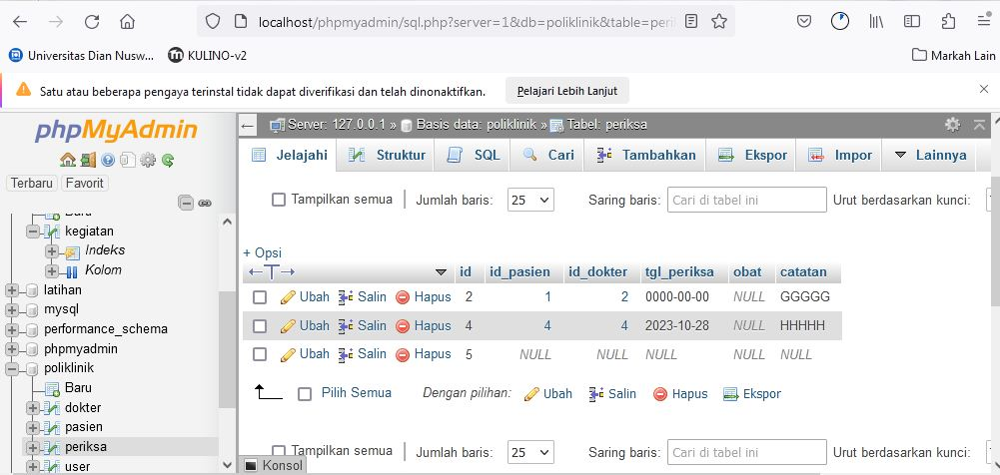 localhost/phpmyadmin/sql.php?server=1&db=poliklinik&table=peri
Universitas Dian Nusw... KULINO-v2 Markah Lain
Satu atau beberapa pengaya terinstal tidak dapat diverifikasi dan telah dinonaktifkan. Pelajari Lebih Lanjut
phpMyAdmin
Terbaru Favorit
Baru
kegiatan
Indeks
Kolom
latihan
mysql
performance_schema
phpmyadmin
poliklinik
Baru
dokter
pasien
periksa
user
Server: 127.0.0.1 » Basis data: poliklinik » Tabel: periksa
Jelajahi Struktur SQL Cari Tambahkan Ekspor Impor Lainnya
Tampilkan semua Jumlah baris: 25 Saring baris: Cari di tabel ini Urut berdasarkan kunci:
+ Opsi
id id_pasien id_dokter tgl_periksa obat catatan
Ubah Salin Hapus 2 1 2 0000-00-00 NULL GGGGG
Ubah Salin Hapus 4 4 4 2023-10-28 NULL HHHHH
Ubah Salin Hapus 5 NULL NULL NULL NULL NULL
Pilih Semua Dengan pilihan: Ubah Salin Hapus Ekspor
Tampilkan semua Jumlah baris: 25 Saring baris: Cari di tabel ini Urut berdasarkan kunci:
Konsol